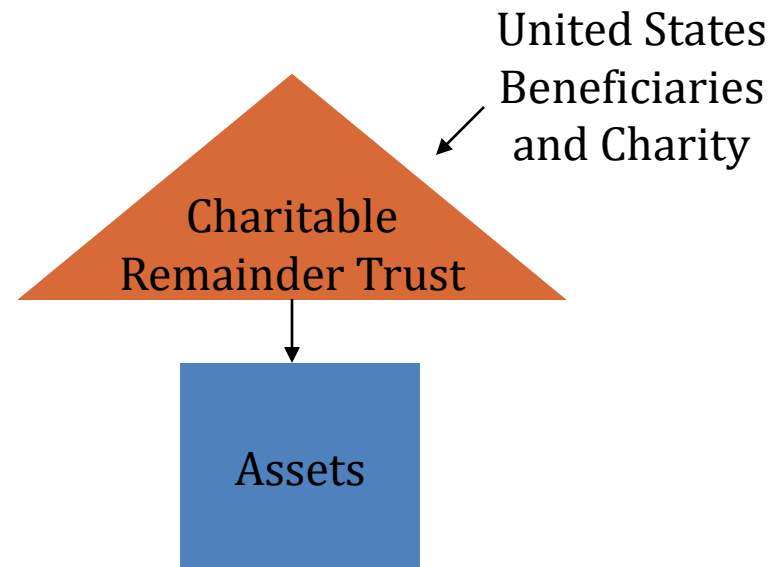 United States
Beneficiaries
and Charity
Charitable
Remainder Trust
Assets